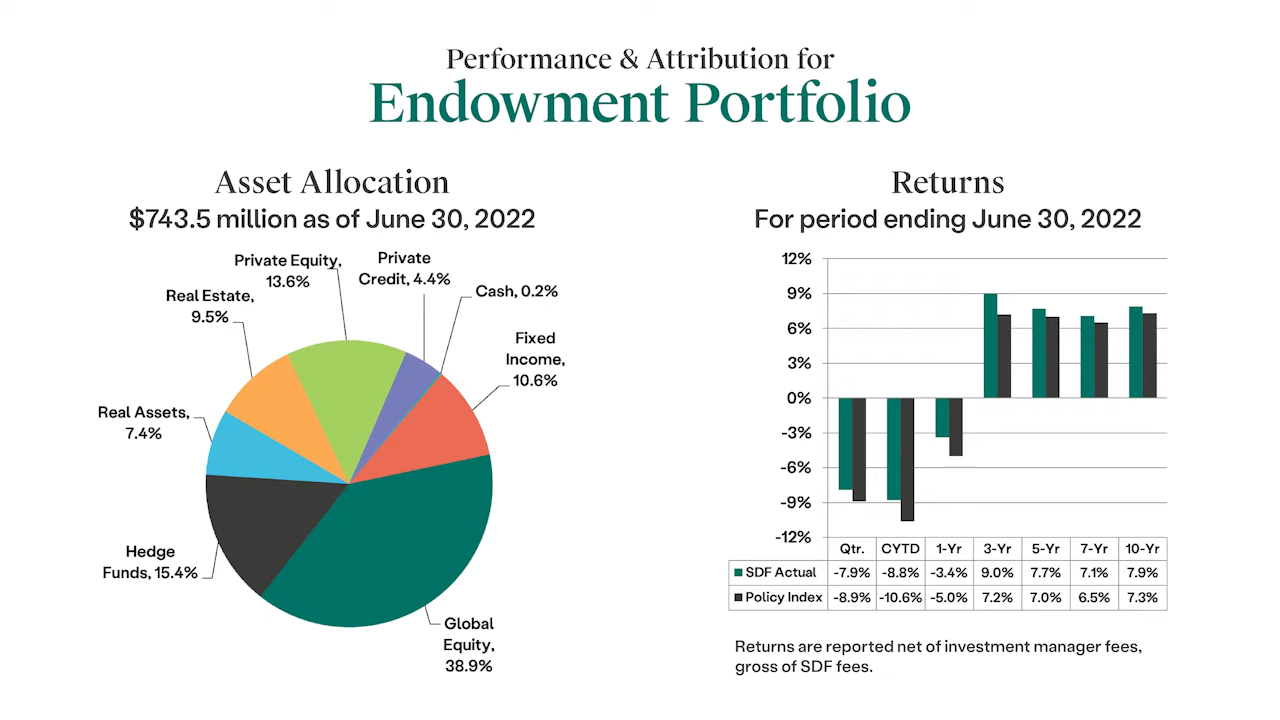 Performance & Attribution for
Endowment Portfolio
Asset Allocation
$743.5 million as of June 30, 2022
Private Equity,
13.6%
Private
Credit, 4.4%
Cash, 0.2%
Real Estate,
9.5%
Fixed
Income,
10.6%
Real Assets,
7.4%
Hedge
Funds, 15.4%
Global
Equity,
38.9%
Returns
For period ending June 30, 2022
12%
9%
6%
3%
0%
-3%
-6%
-9%
-12%
Qtr. CYTD 1-Yr 3-Yr 5-Yr 7-Yr 10-Yr
SDF Actual -7.9% -8.8% -3.4% 9.0% 7.7% 7.1% 7.9%
Policy Index -8.9% -10.6% -5.0% 7.2% 7.0% 6.5% 7.3%
Returns are reported net of investment manager fees,
gross of SDF fees.